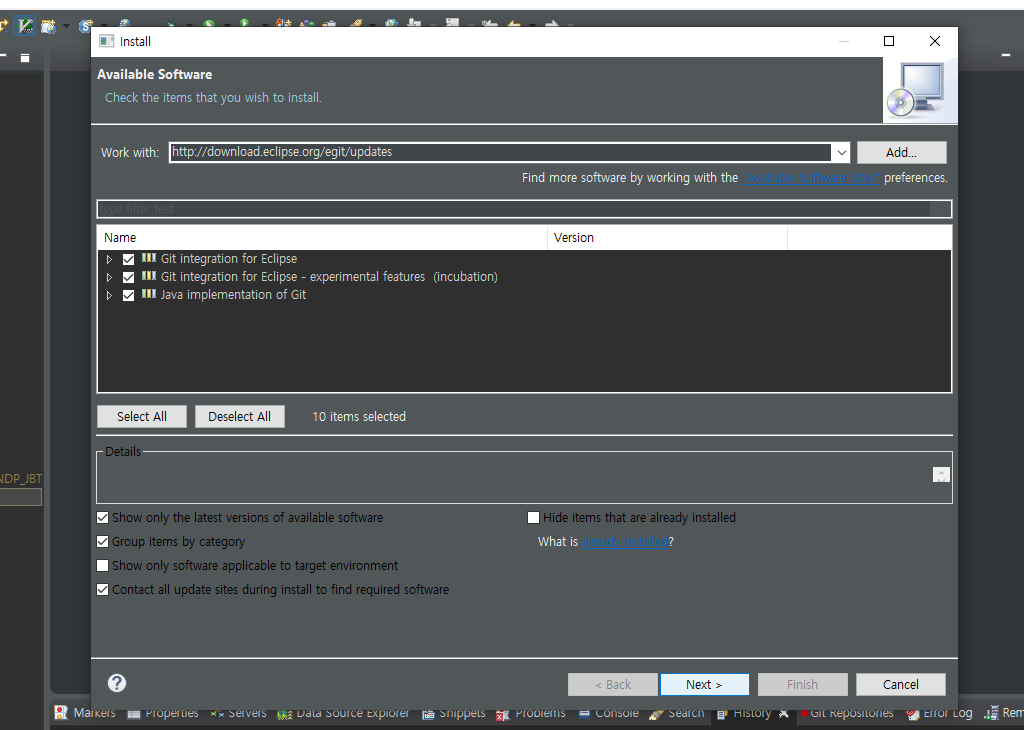 Install
Available Software
Check the items that you wish to install.
Work with: http://download.eclipse.org/egit/updates Add...
Find more software by working with the "Available Software Sites" preferences.
type filter text
Name Version
Git integration for Eclipse
Git integration for Eclipse - experimental features (incubation)
Java implementation of Git
Select All Deselect All 10 items selected
Details
NDP_JBT
Show only the latest versions of available software Hide items that are already installed
Group items by category What is already installed?
Show only software applicable to target environment
Contact all update sites during install to find required software
< Back Next > Finish Cancel
Markers Properties Servers Data Source Explorer Snippets Problems Console Search History Git Repositories Error Log Rem